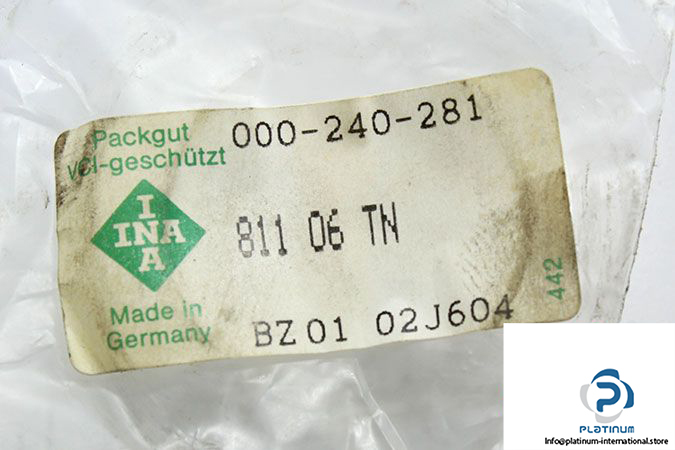 Packgut
VCI-geschützt
000-240-281
I
INA
A
811 06 TN
Made in
Germany
BZ01 02J604
442
PLATINUM
Info@platinum-international.store